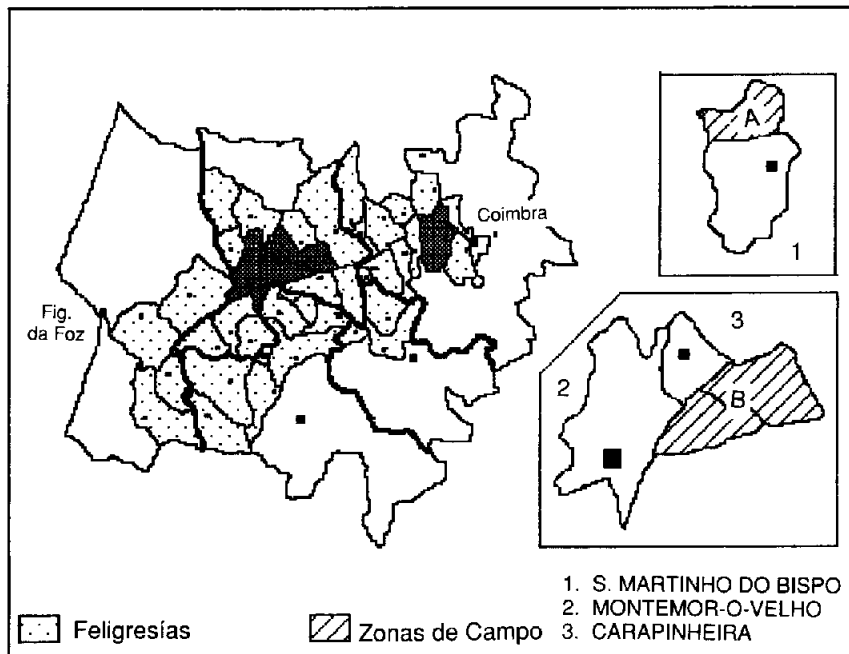 A
1
Coimbra
Fig.
da Foz
3
2
B
Feligresías
Zonas de Campo
1. S. MARTINHO DO BISPO
2. MONTEMOR-O-VELHO
3. CARAPINHEIRA